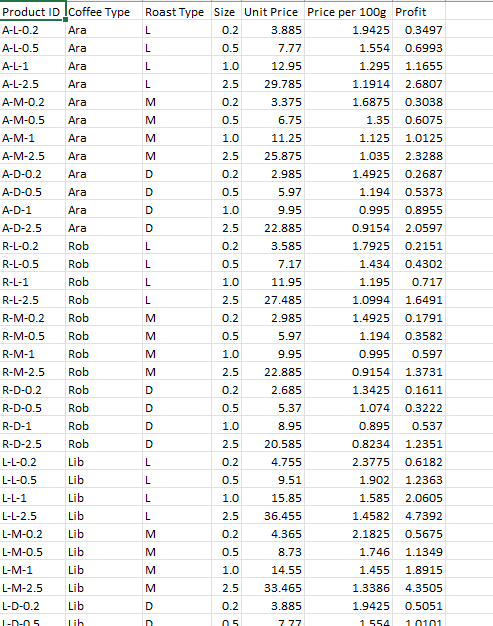 Product ID Coffee Type Roast Type Size Unit Price Price per 100g Profit
A-L-0.2 Ara L 0.2 3.885 1.9425 0.3497
A-L-0.5 Ara L 0.5 7.77 1.554 0.6993
A-L-1 Ara L 1.0 12.95 1.295 1.1655
A-L-2.5 Ara L 2.5 29.785 1.1914 2.6807
A-M-0.2 Ara M 0.2 3.375 1.6875 0.3038
A-M-0.5 Ara M 0.5 6.75 1.35 0.6075
A-M-1 Ara M 1.0 11.25 1.125 1.0125
A-M-2.5 Ara M 2.5 25.875 1.035 2.3288
A-D-0.2 Ara D 0.2 2.985 1.4925 0.2687
A-D-0.5 Ara D 0.5 5.97 1.194 0.5373
A-D-1 Ara D 1.0 9.95 0.995 0.8955
A-D-2.5 Ara D 2.5 22.885 0.9154 2.0597
R-L-0.2 Rob L 0.2 3.585 1.7925 0.2151
R-L-0.5 Rob L 0.5 7.17 1.434 0.4302
R-L-1 Rob L 1.0 11.95 1.195 0.717
R-L-2.5 Rob L 2.5 27.485 1.0994 1.6491
R-M-0.2 Rob M 0.2 2.985 1.4925 0.1791
R-M-0.5 Rob M 0.5 5.97 1.194 0.3582
R-M-1 Rob M 1.0 9.95 0.995 0.597
R-M-2.5 Rob M 2.5 22.885 0.9154 1.3731
R-D-0.2 Rob D 0.2 2.685 1.3425 0.1611
R-D-0.5 Rob D 0.5 5.37 1.074 0.3222
R-D-1 Rob D 1.0 8.95 0.895 0.537
R-D-2.5 Rob D 2.5 20.585 0.8234 1.2351
L-L-0.2 Lib L 0.2 4.755 2.3775 0.6182
L-L-0.5 Lib L 0.5 9.51 1.902 1.2363
L-L-1 Lib L 1.0 15.85 1.585 2.0605
L-L-2.5 Lib L 2.5 36.455 1.4582 4.7392
L-M-0.2 Lib M 0.2 4.365 2.1825 0.5675
L-M-0.5 Lib M 0.5 8.73 1.746 1.1349
L-M-1 Lib M 1.0 14.55 1.455 1.8915
L-M-2.5 Lib M 2.5 33.465 1.3386 4.3505
L-D-0.2 Lib D 0.2 3.885 1.9425 0.5051
L-D-0.5 Lib D 0.5 7.77 1.554 1.0101